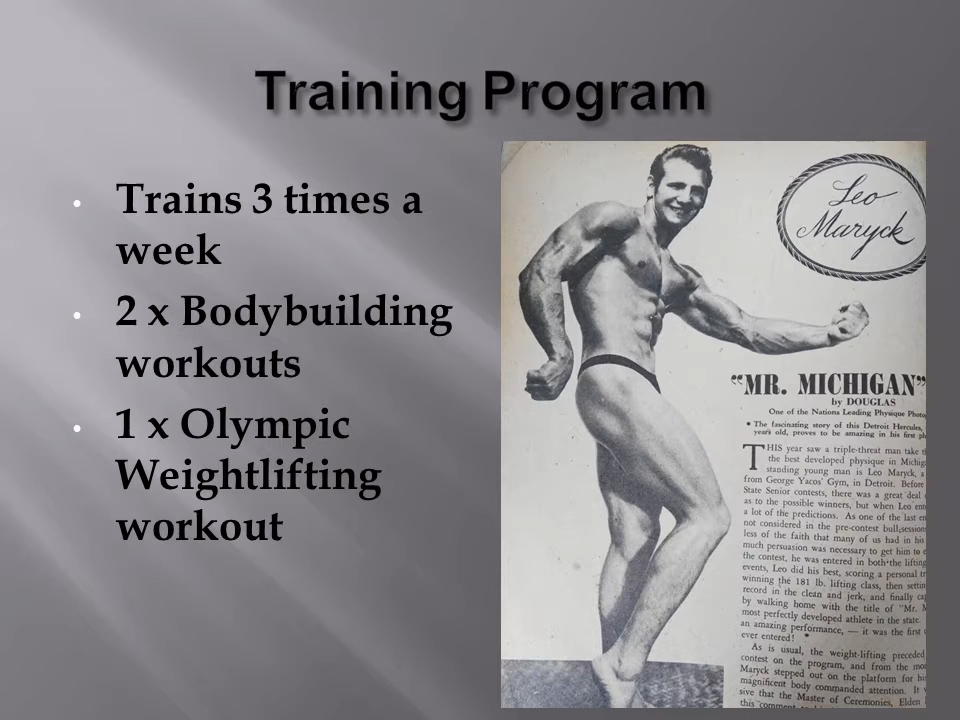 Training Program
• Trains 3 times a
week
• 2 x Bodybuilding
workouts
• 1 x Olympic
Weightlifting
workout
Leo
Maryck
"MR. MICHIGAN"
by DOUGLAS
One of the Nations Leading Physique
• The fascinating story of this Detroit Hercules,
years old, proves to be amazing in his first
THIS year saw a triple-threat man take
the best developed physique in
standing young man is Leo Maryck, a
from George Yacos' Gym, in Detroit. Before
State Senior contests, there was a great deal
as to the possible winners, but when Leo
a lot of the predictions. As one of the last
not considered in the pre-contest bull-sessions
less of the faith that many of us had in his
much persuasion was necessary to get him to
the contest, he was entered in both the lifting
events, Leo did his best, scoring a personal
winning the 181 lb. lifting class, then
record in the clean and jerk, and finally
by walking home with the title of "Mr.
most perfectly developed athlete in the state.
an amazing performance, — it was the first
ever entered! •
As is usual, the weight-lifting preceded
contest on the program, and from the
Maryck stepped out on the platform for
magnificent body commanded attention. It
sive that the Master of Ceremonies, Elden
this comment